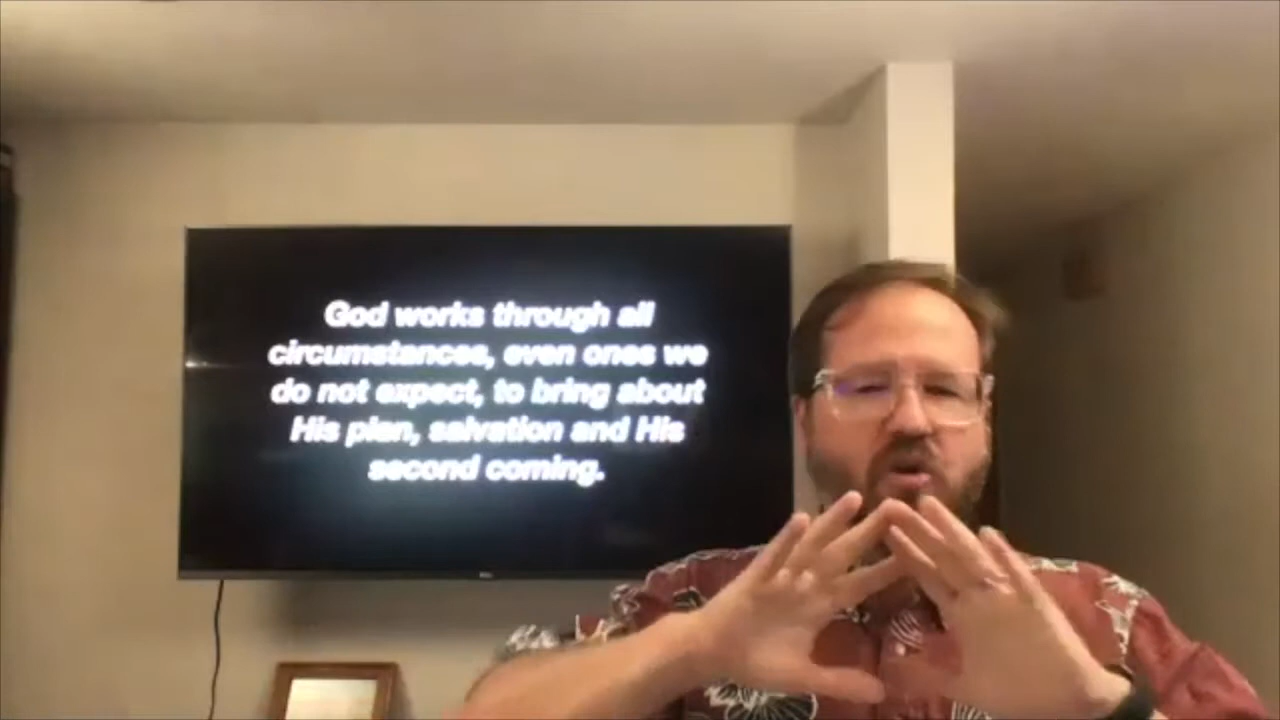 God works through all
circumstances, even ones we
do not expect, to bring about
His plan, salvation and His
second coming.